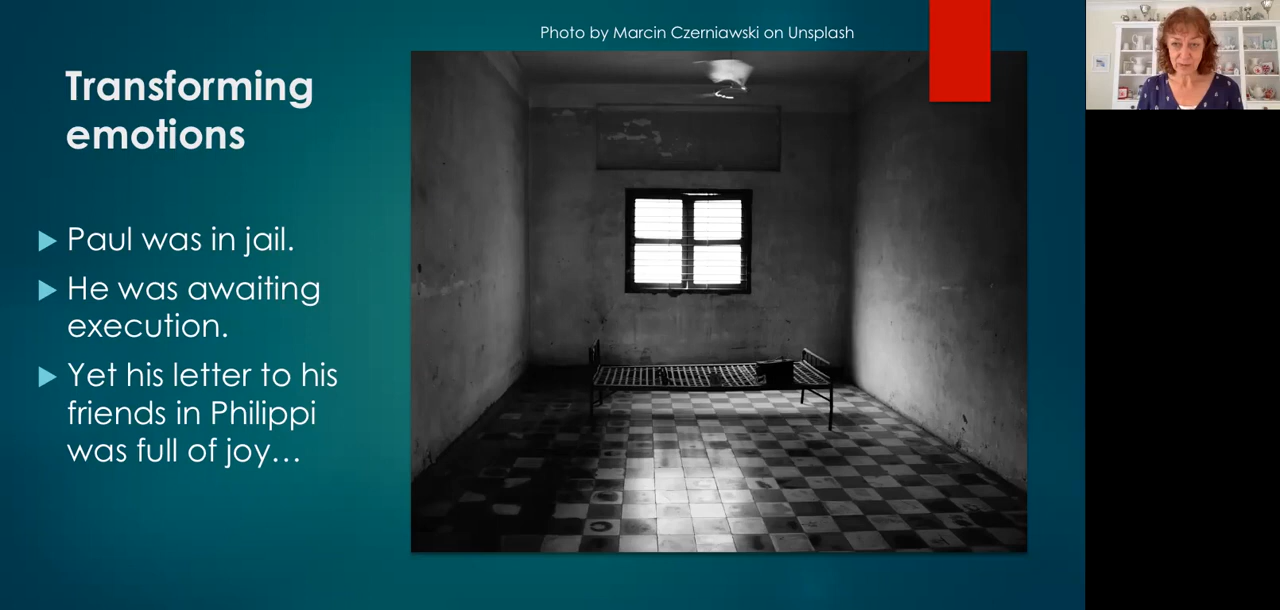 Photo by Marcin Czerniawski on Unsplash
Transforming
emotions
Paul was in jail.
He was awaiting
execution.
Yet his letter to his
friends in Philippi
was full of joy…